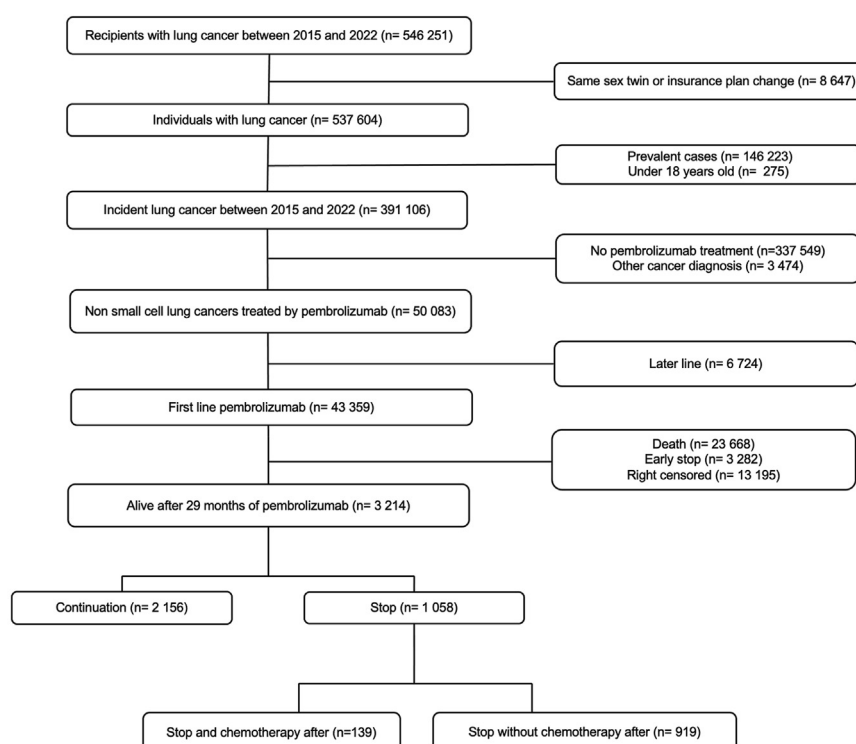 Recipients with lung cancer between 2015 and 2022 (n= 546 251)
Same sex twin or insurance plan change (n= 8 647)
Individuals with lung cancer (n= 537 604)
Prevalent cases (n= 146 223)
Under 18 years old (n= 275)
Incident lung cancer between 2015 and 2022 (n= 391 106)
No pembrolizumab treatment (n=337 549)
Other cancer diagnosis (n= 3 474)
Non small cell lung cancers treated by pembrolizumab (n= 50 083)
Later line (n= 6 724)
First line pembrolizumab (n= 43 359)
Death (n= 23 668)
Early stop (n= 3 282)
Right censored (n= 13 195)
Alive after 29 months of pembrolizumab (n= 3 214)
Continuation (n= 2 156)
Stop (n= 1 058)
Stop and chemotherapy after (n=139)
Stop without chemotherapy after (n= 919)